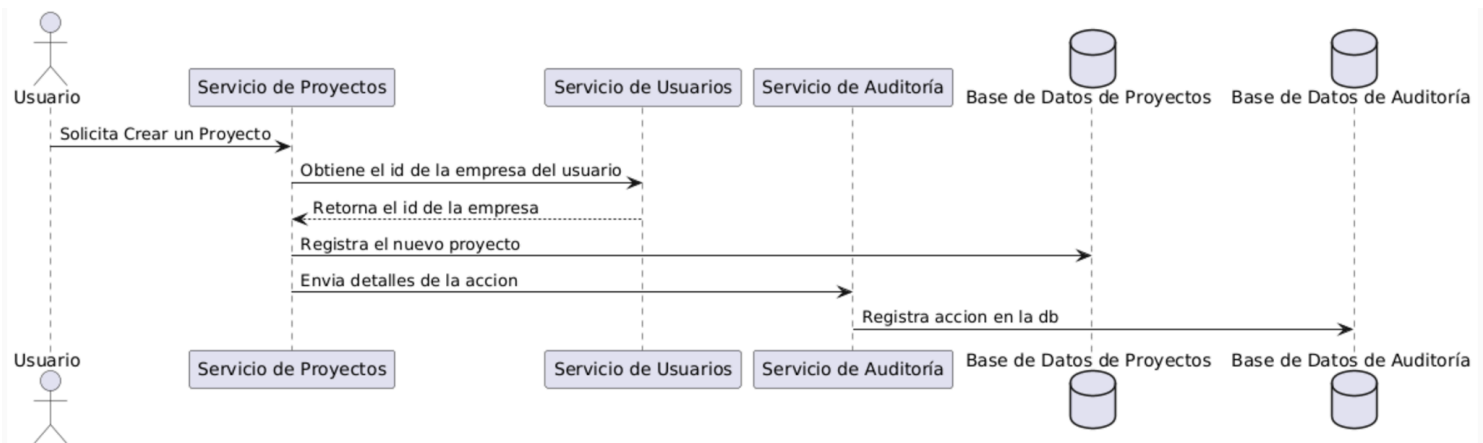 Usuario
Servicio de Proyectos
Servicio de Usuarios
Servicio de Auditoría
Base de Datos de Proyectos
Base de Datos de Auditoría
Solicita Crear un Proyecto
Obtiene el id de la empresa del usuario
Retorna el id de la empresa
Registra el nuevo proyecto
Envia detalles de la accion
Registra accion en la db
Usuario
Servicio de Proyectos
Servicio de Usuarios
Servicio de Auditoría
Base de Datos de Proyectos
Base de Datos de Auditoría